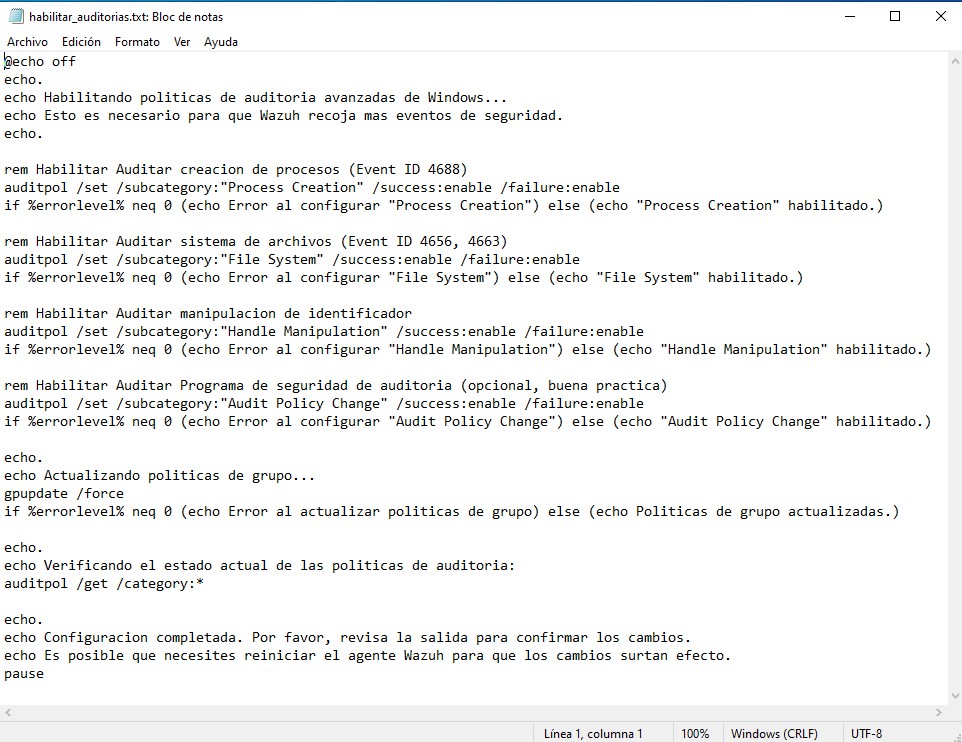 habilitar_auditorias.txt: Bloc de notas
Archivo Edición Formato Ver Ayuda
@echo off
echo.
echo Habilitando politicas de auditoria avanzadas de Windows...
echo Esto es necesario para que Wazuh recoja mas eventos de seguridad.
echo.
rem Habilitar Auditar creacion de procesos (Event ID 4688)
auditpol /set /subcategory:"Process Creation" /success:enable /failure:enable
if %errorlevel% neq 0 (echo Error al configurar "Process Creation") else (echo "Process Creation" habilitado.)
rem Habilitar Auditar sistema de archivos (Event ID 4656, 4663)
auditpol /set /subcategory:"File System" /success:enable /failure:enable
if %errorlevel% neq 0 (echo Error al configurar "File System") else (echo "File System" habilitado.)
rem Habilitar Auditar manipulacion de identificador
auditpol /set /subcategory:"Handle Manipulation" /success:enable /failure:enable
if %errorlevel% neq 0 (echo Error al configurar "Handle Manipulation") else (echo "Handle Manipulation" habilitado.)
rem Habilitar Auditar Programa de seguridad de auditoria (opcional, buena practica)
auditpol /set /subcategory:"Audit Policy Change" /success:enable /failure:enable
if %errorlevel% neq 0 (echo Error al configurar "Audit Policy Change") else (echo "Audit Policy Change" habilitado.)
echo.
echo Actualizando politicas de grupo...
gpupdate /force
if %errorlevel% neq 0 (echo Error al actualizar politicas de grupo) else (echo Politicas de grupo actualizadas.)
echo.
echo Verificando el estado actual de las politicas de auditoria:
auditpol /get /category:*
echo.
echo Configuracion completada. Por favor, revisa la salida para confirmar los cambios.
echo Es posible que necesites reiniciar el agente Wazuh para que los cambios surtan efecto.
pause
Línea 1, columna 1 100% Windows (CRLF) UTF-8